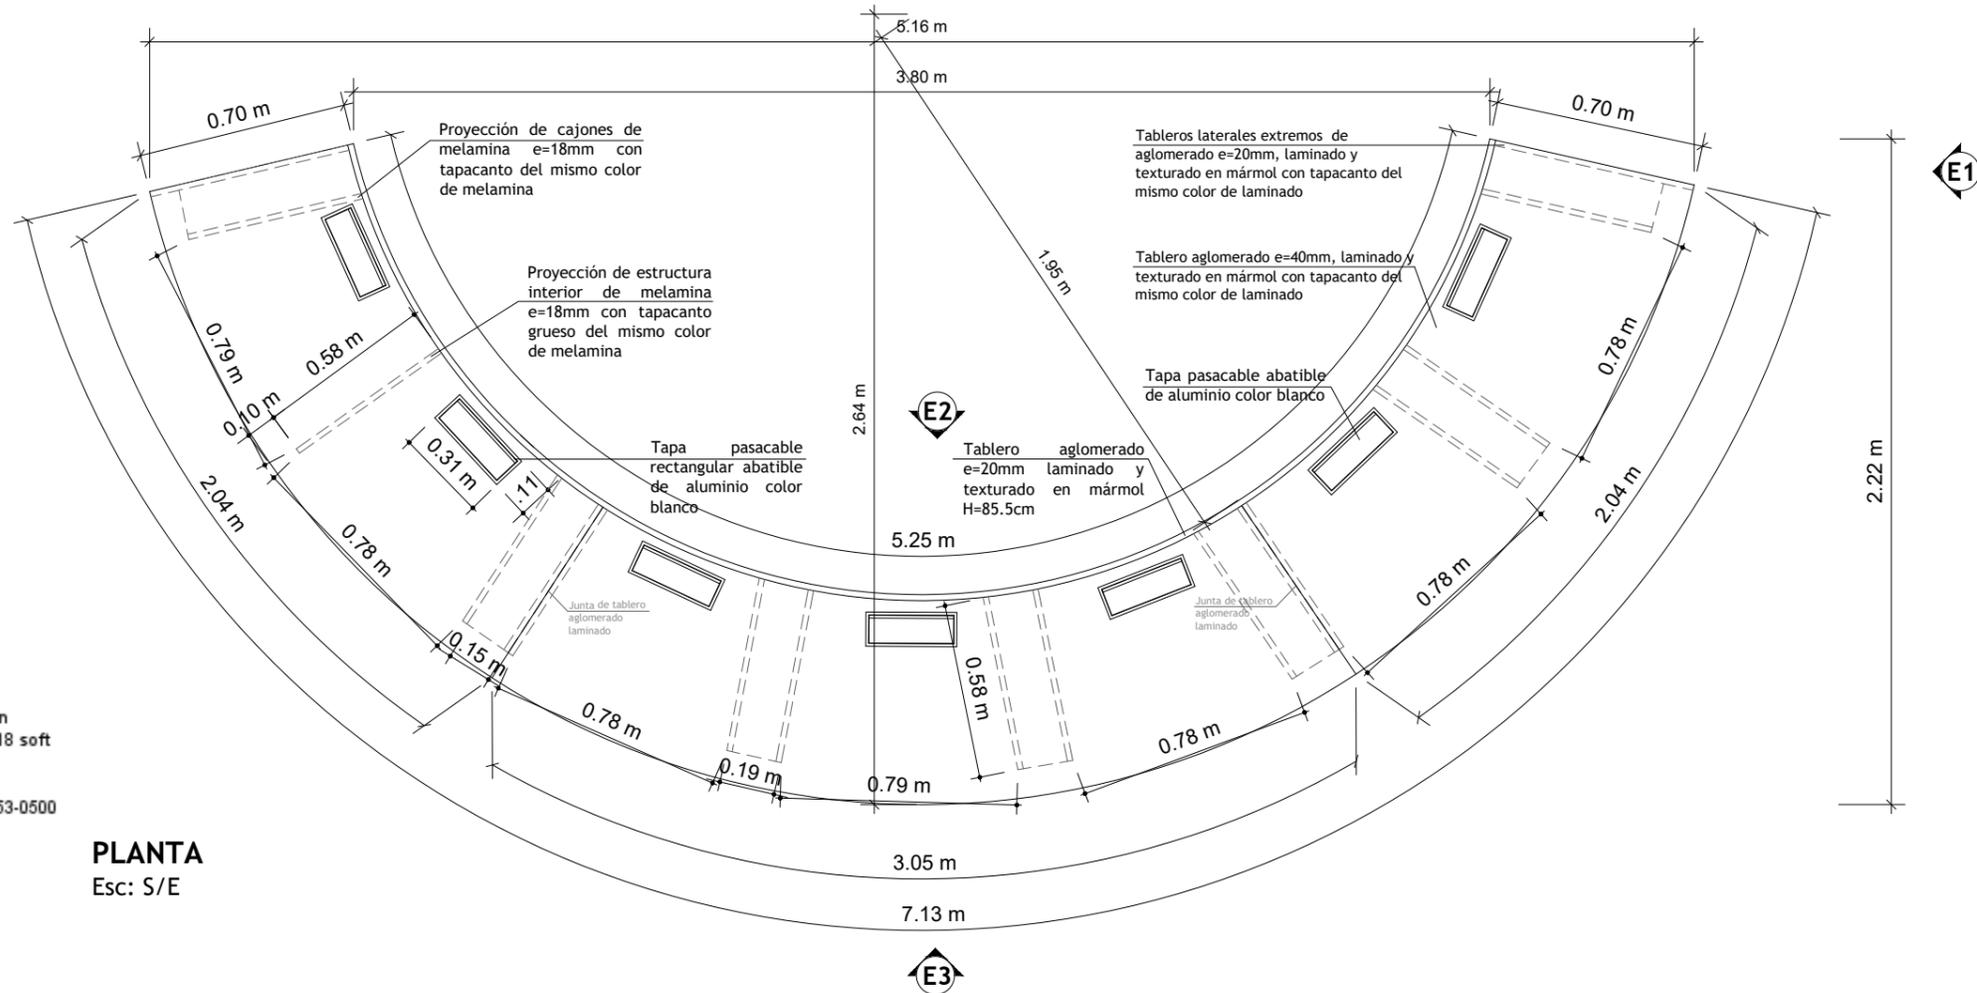 5.16 m
3.80 m
0.70 m
0.70 m
Proyección de cajones de
melamina e=18mm con
tapacanto del mismo color
de melamina
Tableros laterales extremos de
aglomerado e=20mm, laminado y
texturado en mármol con tapacanto del
mismo color de laminado
E1
Proyección de estructura
interior de melamina
e=18mm con tapacanto
grueso del mismo color
de melamina
1.95 m
Tablero aglomerado e=40mm, laminado y
texturado en mármol con tapacanto del
mismo color de laminado
0.79 m
0.58 m
0.78 m
0.10 m
2.64 m
E2
Tapa pasacable abatible
de aluminio color blanco
2.22 m
0.31 m
.11
Tapa pasacable
rectangular abatible
de aluminio color
blanco
Tablero aglomerado
e=20mm laminado y
texturado en mármol
H=85.5cm
2.04 m
2.04 m
0.78 m
5.25 m
0.78 m
Junta de tablero
aglomerado
laminado
Junta de tablero
aglomerado
laminado
0.15 m
0.58 m
0.78 m
0.78 m
0.19 m
0.79 m
n
18 soft
53-0500
PLANTA
Esc: S/E
3.05 m
7.13 m
E3